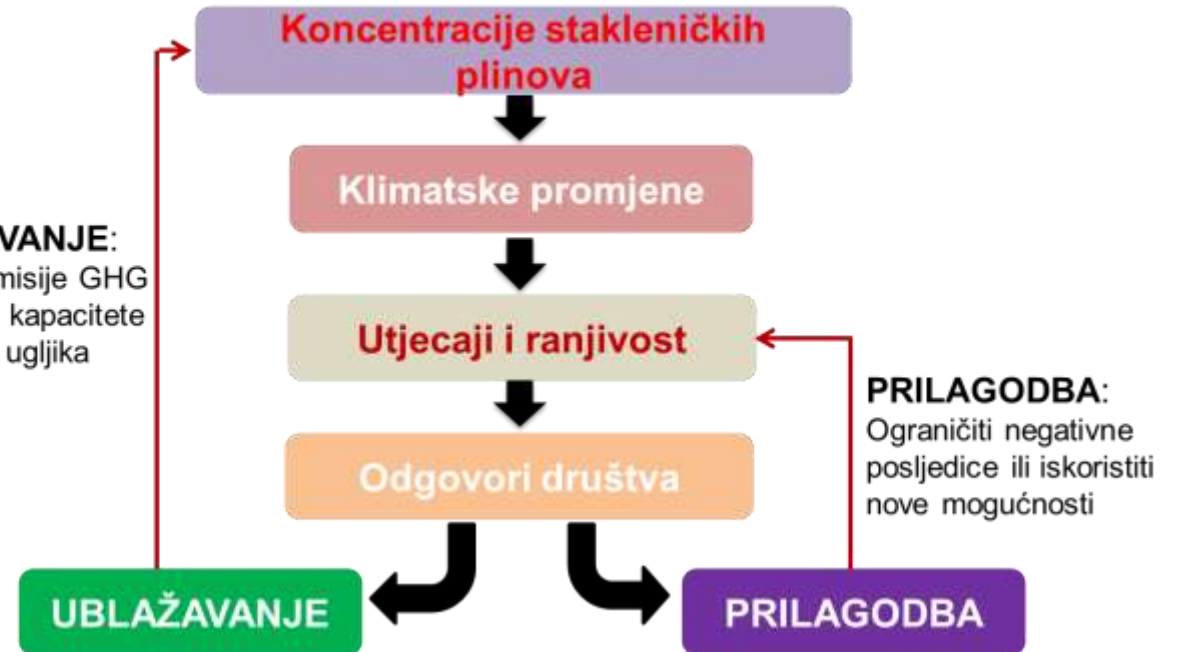 Koncentracije stakleničkih
plinova
Klimatske promjene
VANJE:
misije GHG
kapacitete
ugljika
Utjecaji i ranjivost
PRILAGODBA:
Ograničiti negativne
posljedice ili iskoristiti
nove mogućnosti
Odgovori društva
UBLAŽAVANJE
PRILAGODBA